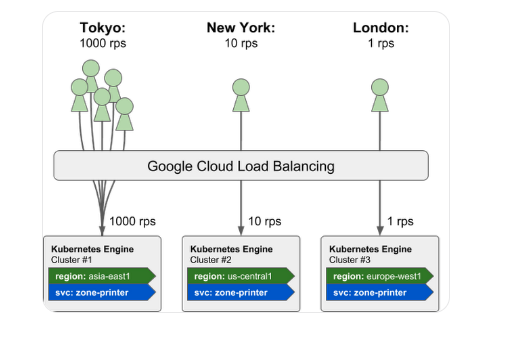 Tokyo:
1000 rps
New York:
10 rps
London:
1 rps
Google Cloud Load Balancing
1000 rps
10 rps
1 rps
Kubernetes Engine
Cluster #1
region: asia-east1
svc: zone-printer
Kubernetes Engine
Cluster #2
region: us-central1
svc: zone-printer
Kubernetes Engine
Cluster #3
region: europe-west1
svc: zone-printer